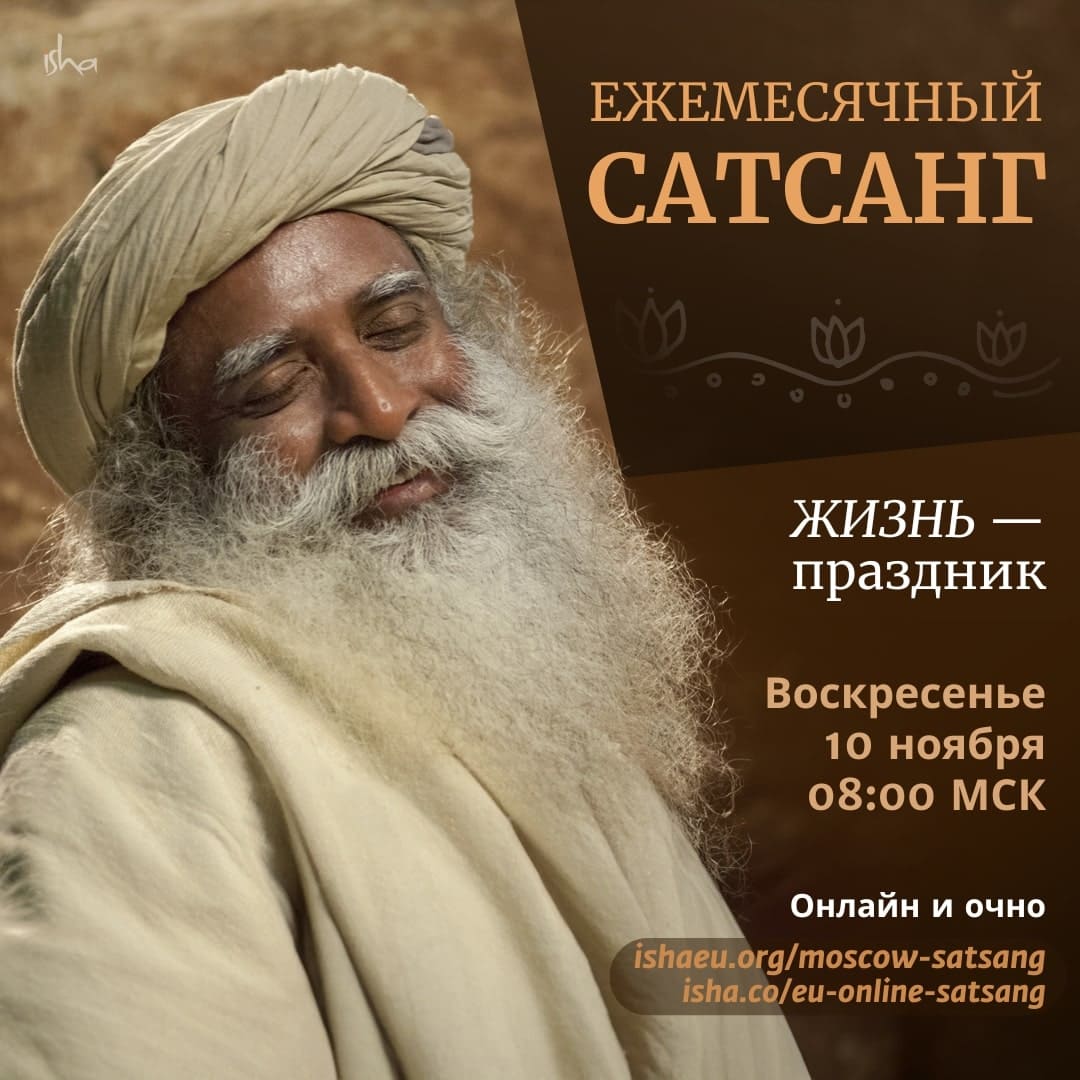 isha
ЕЖЕМЕСЯЧНЫЙ
САТСАНГ
ЖИЗНЬ —
праздник
Воскресенье
10 ноября
08:00 МСК
Онлайн и очно
ishaeu.org/moscow-satsang
isha.co/eu-online-satsang